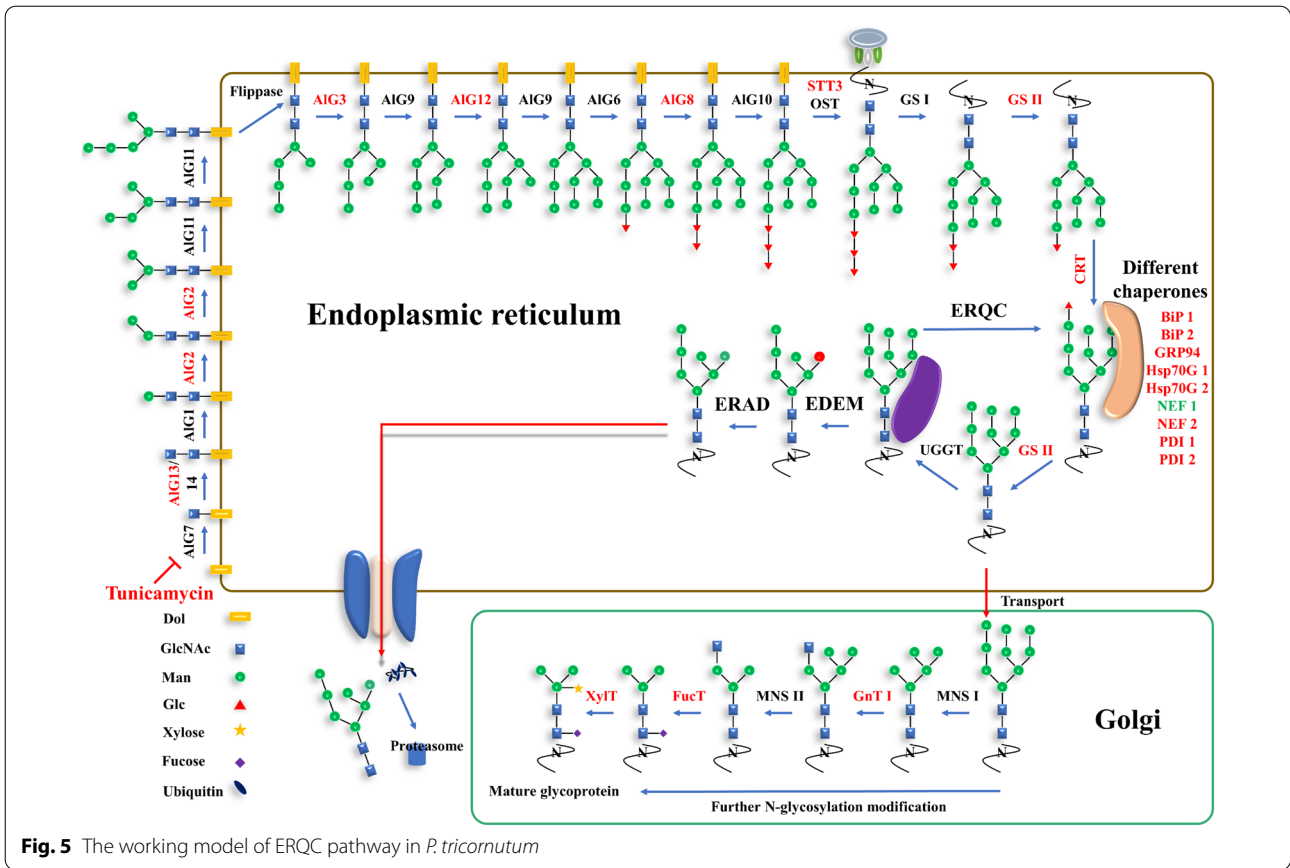 Flippase
AlG3
AlG9
AlG12
AlG9
AlG6
AlG8
AlG10
STT3
OST
N
GS I
N
GS II
N
AlG11
AlG11
AlG2
AlG2
AlG1
AlG13/
14
AlG7
Tunicamycin
Endoplasmic reticulum
CRT
Different
chaperones
BiP 1
BiP 2
GRP94
Hsp70G 1
Hsp70G 2
NEF 1
NEF 2
PDI 1
PDI 2
ERQC
ERAD
EDEM
UGGT
GS II
N
N
N
N
N
Transport
Dol
GlcNAc
Man
Glc
Xylose
Fucose
Ubiquitin
Proteasome
XylT
FucT
MNS II
GnT I
MNS I
Golgi
N
N
N
N
N
N
Mature glycoprotein
Further N-glycosylation modification
Fig. 5 The working model of ERQC pathway in P. tricornutum